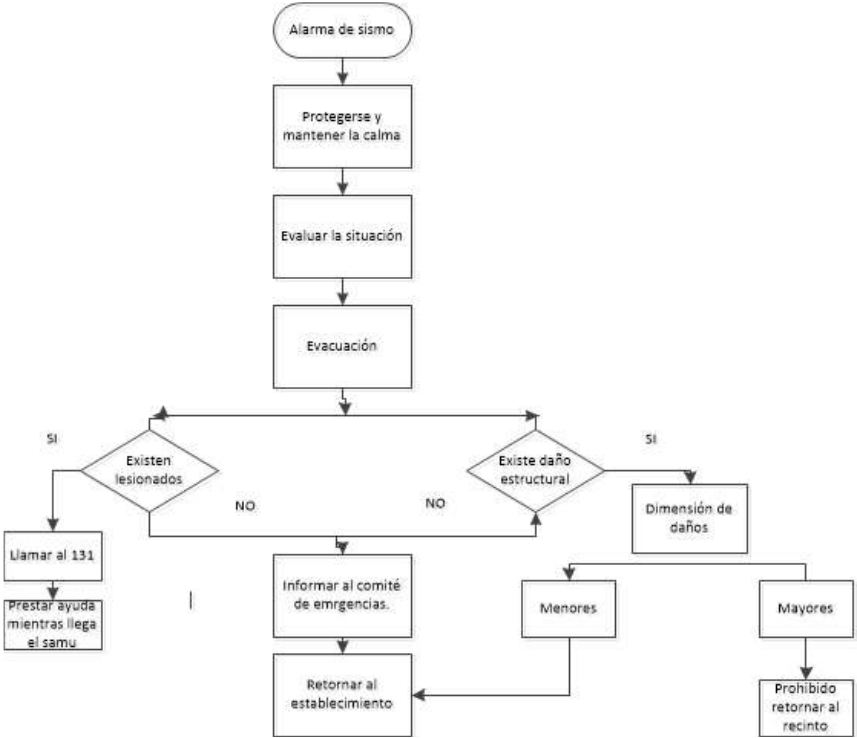 Alarma de sismo
Protegerse y
mantener la calma
Evaluar la situación
Evacuación
SI
Existen
lesionados
NO
Llamar al 131
Prestar ayuda
mientras llega
el samu
NO
Existe daño
estructural
SI
Dimensión de
daños
Informar al comité
de emrgencias.
Menores
Mayores
Retornar al
establecimiento
Prohibido
retornar al
recinto